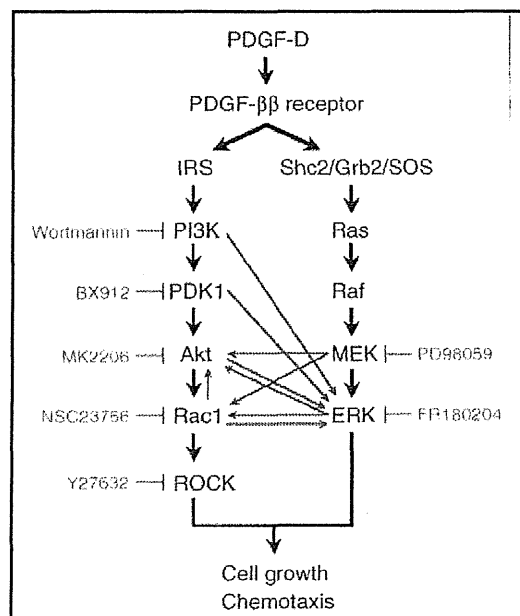 PDGF-D
PDGF-ββ receptor
IRS Shc2/Grb2/SOS
Wortmannin PI3K Ras
BX912 PDK1 Raf
MK2206 Akt MEK PD98059
NSC23756 Rac1 ERK FR180204
Y27632 ROCK
Cell growth
Chemotaxis